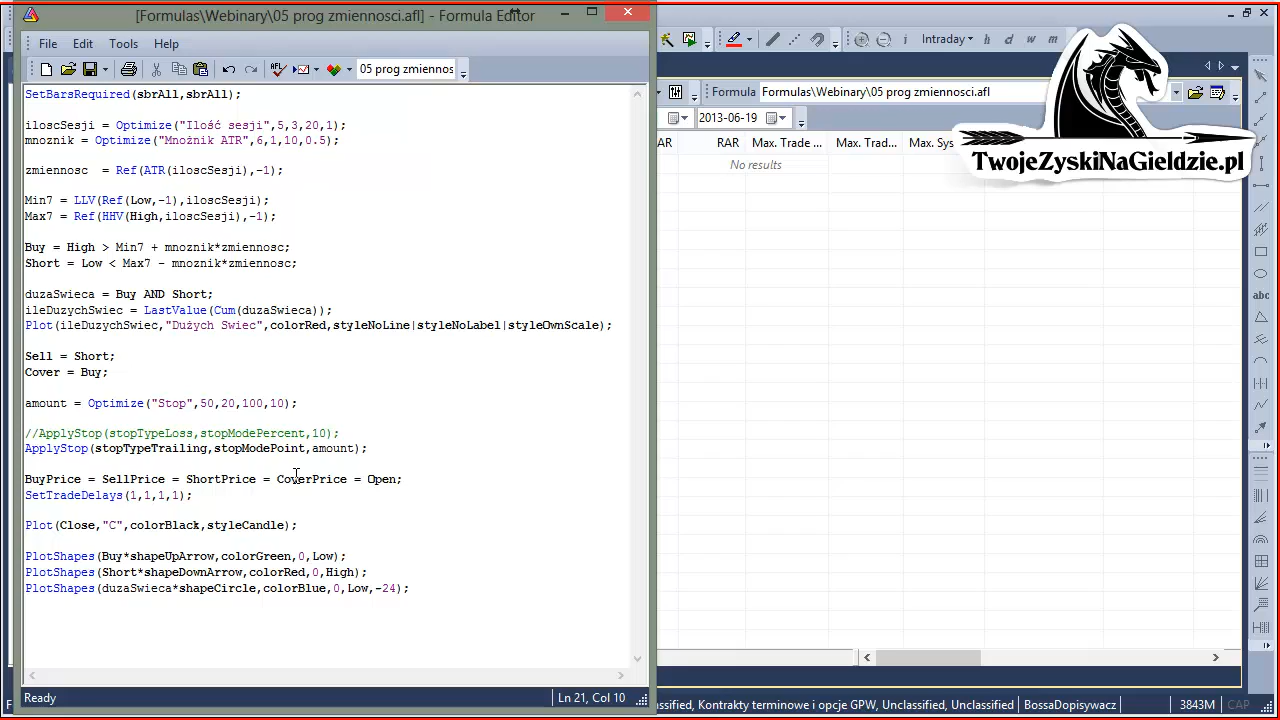 [Formulas\Webinary\05 prog zmiennosci.afl] - Formula Editor
File Edit Tools Help
05 prog zmiennos
SetBarsRequired(sbrAll,sbrAll);
iloscSesji = Optimize("Ilość sesji",5,3,20,1);
mnoznik = Optimize("Mnożnik ATR",6,1,10,0.5);
zmiennosc  = Ref(ATR(iloscSesji),-1);
Min7 = LLV(Ref(Low,-1),iloscSesji);
Max7 = Ref(HHV(High,iloscSesji),-1);
Buy = High > Min7 + mnoznik*zmiennosc;
Short = Low < Max7 - mnoznik*zmiennosc;
duzaSwieca = Buy AND Short;
ileDuzychSwiec = LastValue(Cum(duzaSwieca));
Plot(ileDuzychSwiec,"Dużych Swiec",colorRed,styleNoLine|styleNoLabel|styleOwnScale);
Sell = Short;
Cover = Buy;
amount = Optimize("Stop",50,20,100,10);
//ApplyStop(stopTypeLoss,stopModePercent,10);
ApplyStop(stopTypeTrailing,stopModePoint,amount);
BuyPrice = SellPrice = ShortPrice = CoverPrice = Open;
SetTradeDelays(1,1,1,1);
Plot(Close,"C",colorBlack,styleCandle);
PlotShapes(Buy*shapeUpArrow,colorGreen,0,Low);
PlotShapes(Short*shapeDownArrow,colorRed,0,High);
PlotShapes(duzaSwieca*shapeCircle,colorBlue,0,Low,-24);
Ready Ln 21, Col 10
i Intraday h d w m
Formula Formulas\Webinary\05 prog zmiennosci.afl
2013-06-19
AR RAR Max. Trade ... Max. Trad... Max. Sys
No results
TwojeZyskiNaGieldzie.pl
abc
classified, Kontrakty terminowe i opcje GPW, Unclassified, Unclassified BossaDopisywacz 3843M CAP